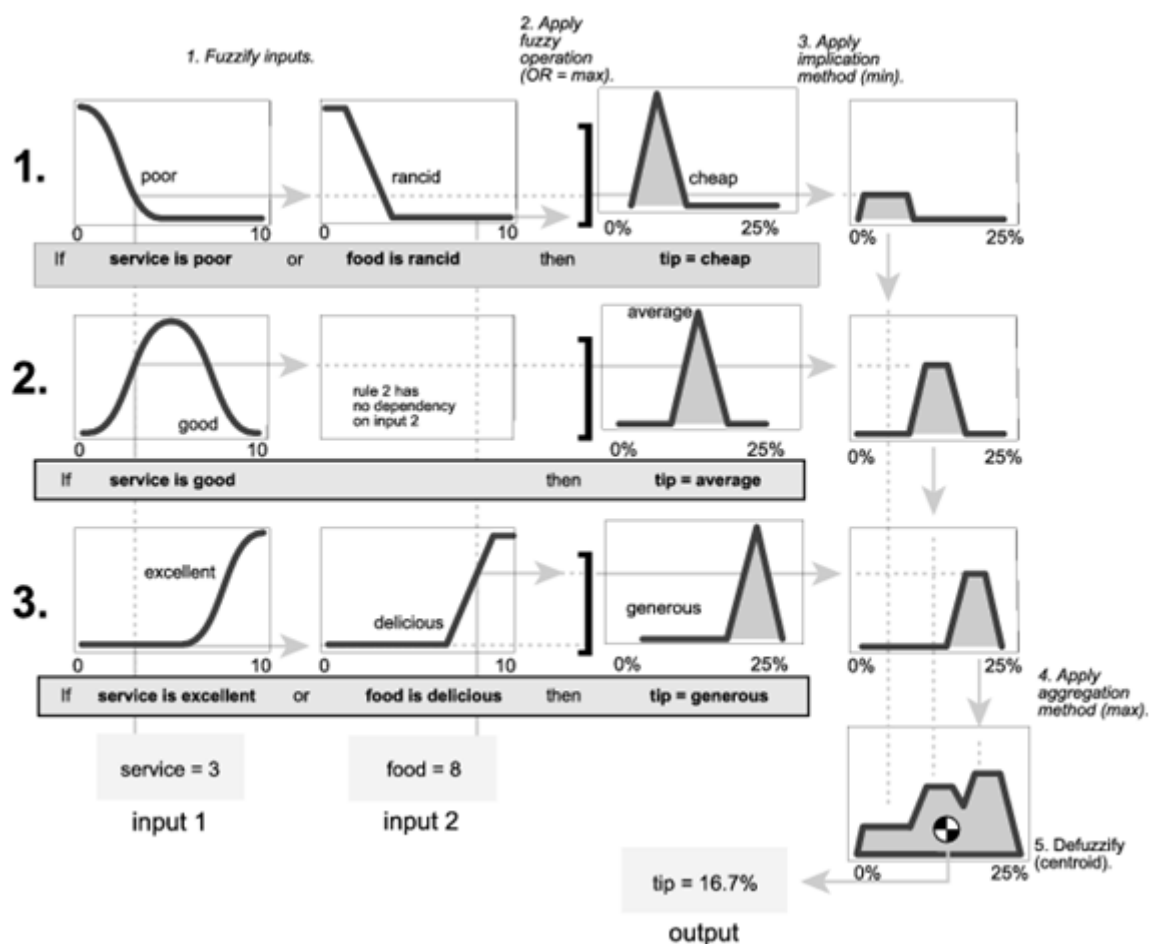 1. Fuzzify inputs.
2. Apply
fuzzy
operation
(OR = max).
3. Apply
implication
method (min).
1.
poor
0
10
rancid
0
10
cheap
0%
25%
0%
25%
If service is poor or food is rancid then tip = cheap
2.
good
0
10
rule 2 has
no dependency
on input 2
average
0%
25%
0%
25%
If service is good then tip = average
3.
excellent
0
10
delicious
0
10
generous
0%
25%
0%
25%
If service is excellent or food is delicious then tip = generous
4. Apply
aggregation
method (max).
service = 3
input 1
food = 8
input 2
0%
25%
5. Defuzzify
(centroid).
tip = 16.7%
output